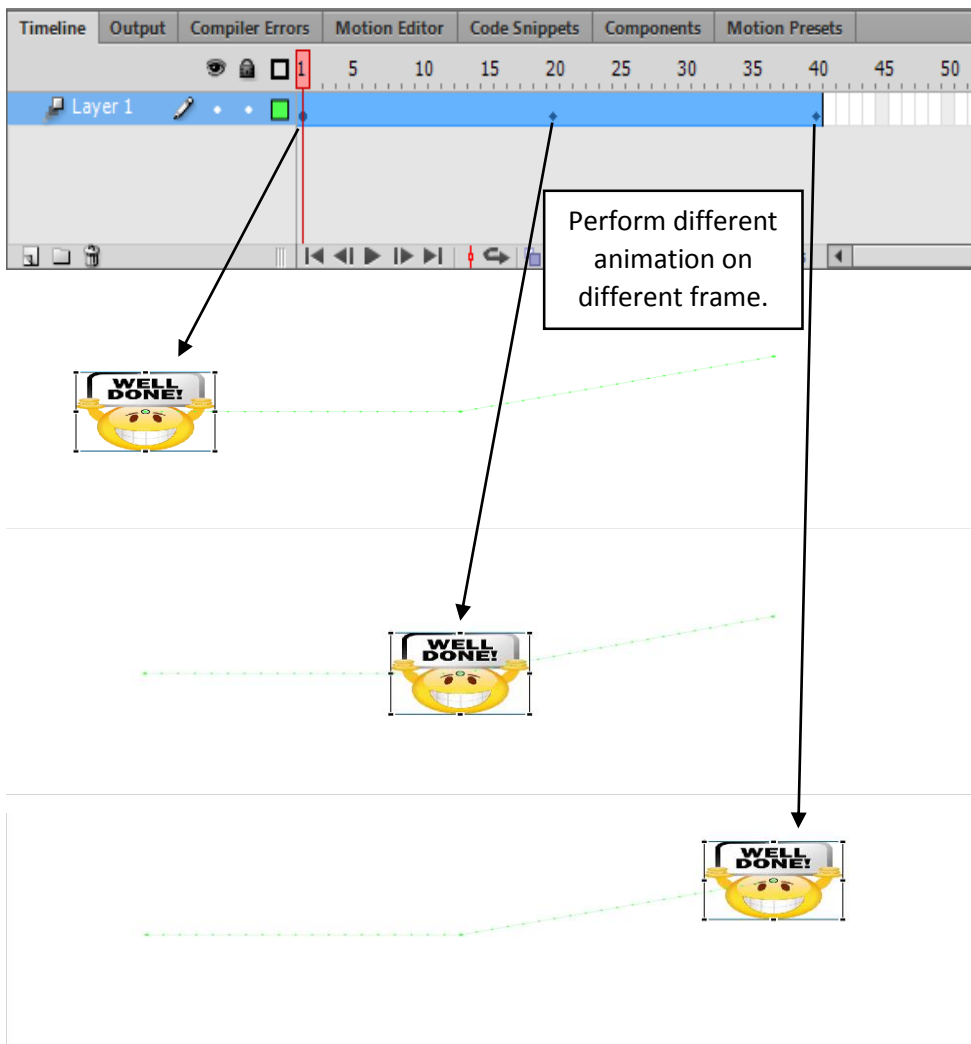 Timeline Output Compiler Errors Motion Editor Code Snippets Components Motion Presets
1 5 10 15 20 25 30 35 40 45 50
Layer 1
Perform different
animation on
different frame.
WELL
DONE!
WELL
DONE!
WELL
DONE!